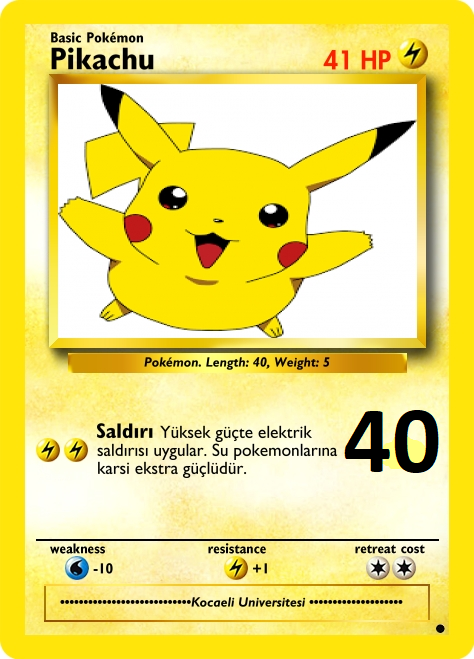 Basic Pokémon
Pikachu 41 HP
Pokémon. Length: 40, Weight: 5
Saldırı Yüksek güçte elektrik
saldırısı uygular. Su pokemonlarına
karsi ekstra güçlüdür.
40
weakness resistance retreat cost
-10 +1
••••••••••••••••••••••••••••Kocaeli Universitesi ••••••••••••••••••••